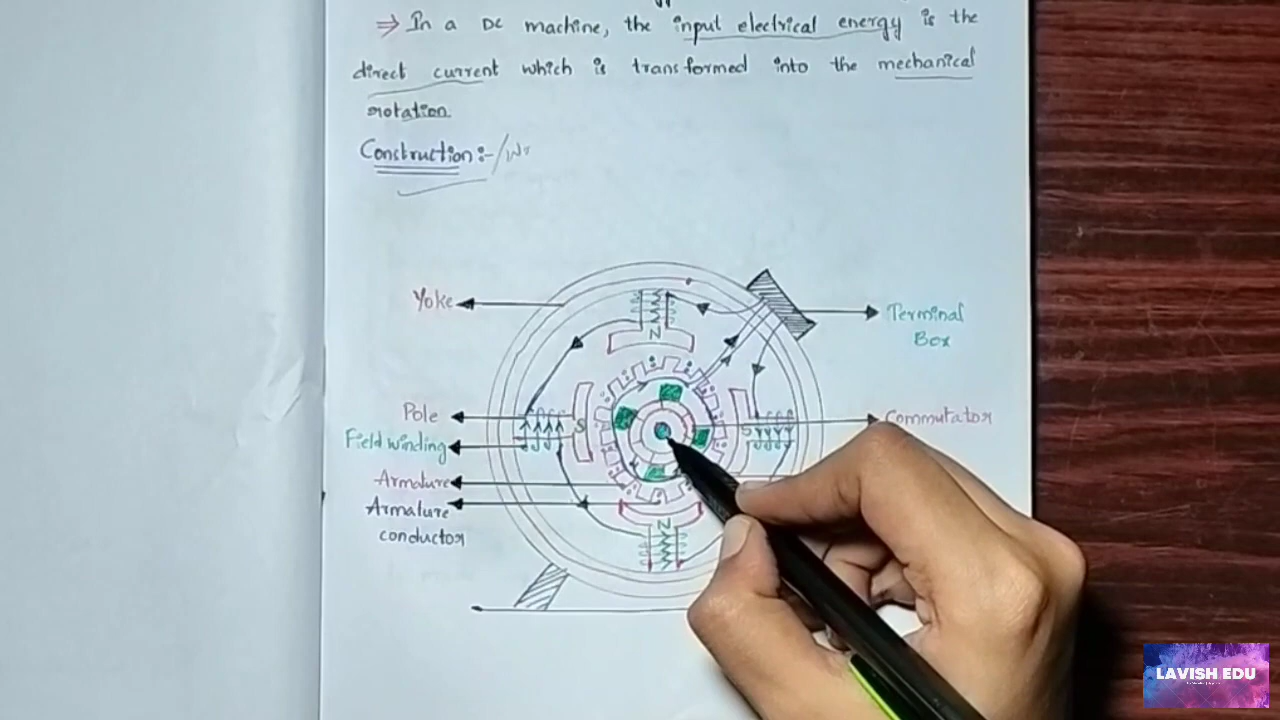 ⇒ In a DC machine, the input electrical energy is the
direct current which is transformed into the mechanical
rotation.
Construction :-
Yoke
Terminal
Box
Pole
Commutator
Field winding
Armature
Armature
conductor
N
S
S
N
LAVISH EDU